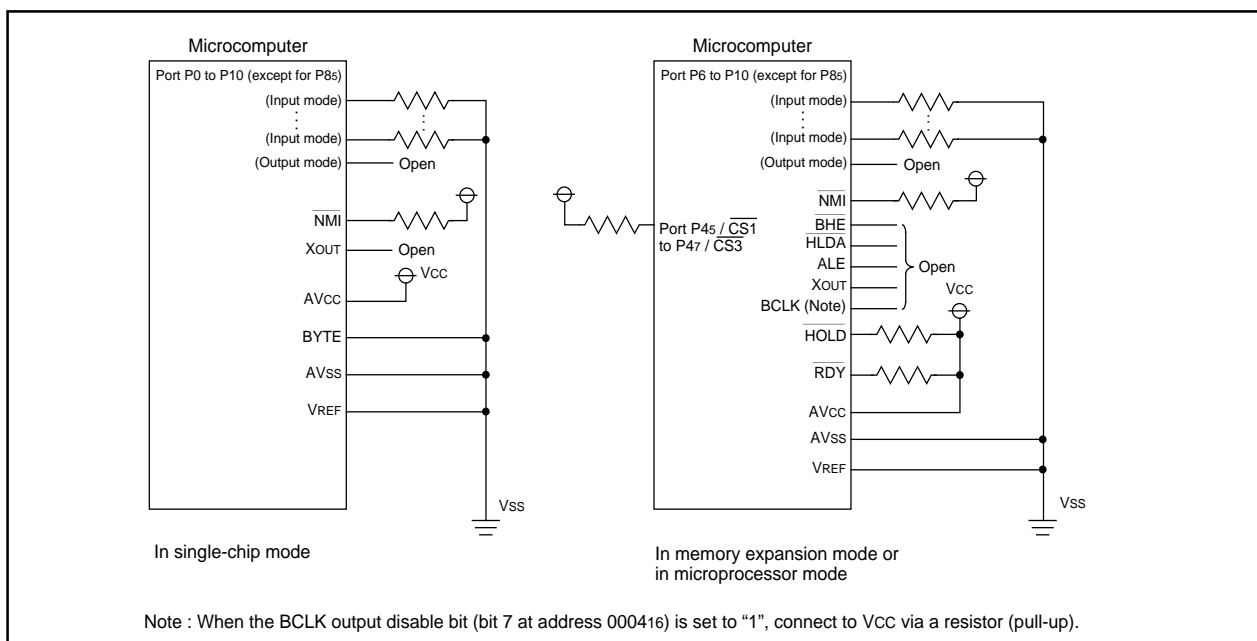 Microcomputer
Port P0 to P10 (except for P85)
(Input mode)
(Input mode)
(Output mode)
Open
NMI
XOUT
Open
VCC
AVCC
BYTE
AVSS
VREF
VSS
In single-chip mode
Microcomputer
Port P6 to P10 (except for P85)
(Input mode)
(Input mode)
(Output mode)
Open
NMI
Port P45 / CS1
to P47 / CS3
BHE
HLDA
ALE
Open
XOUT
VCC
BCLK (Note)
HOLD
RDY
AVCC
AVSS
VREF
VSS
In memory expansion mode or
in microprocessor mode
Note : When the BCLK output disable bit (bit 7 at address 000416) is set to “1”, connect to VCC via a resistor (pull-up).